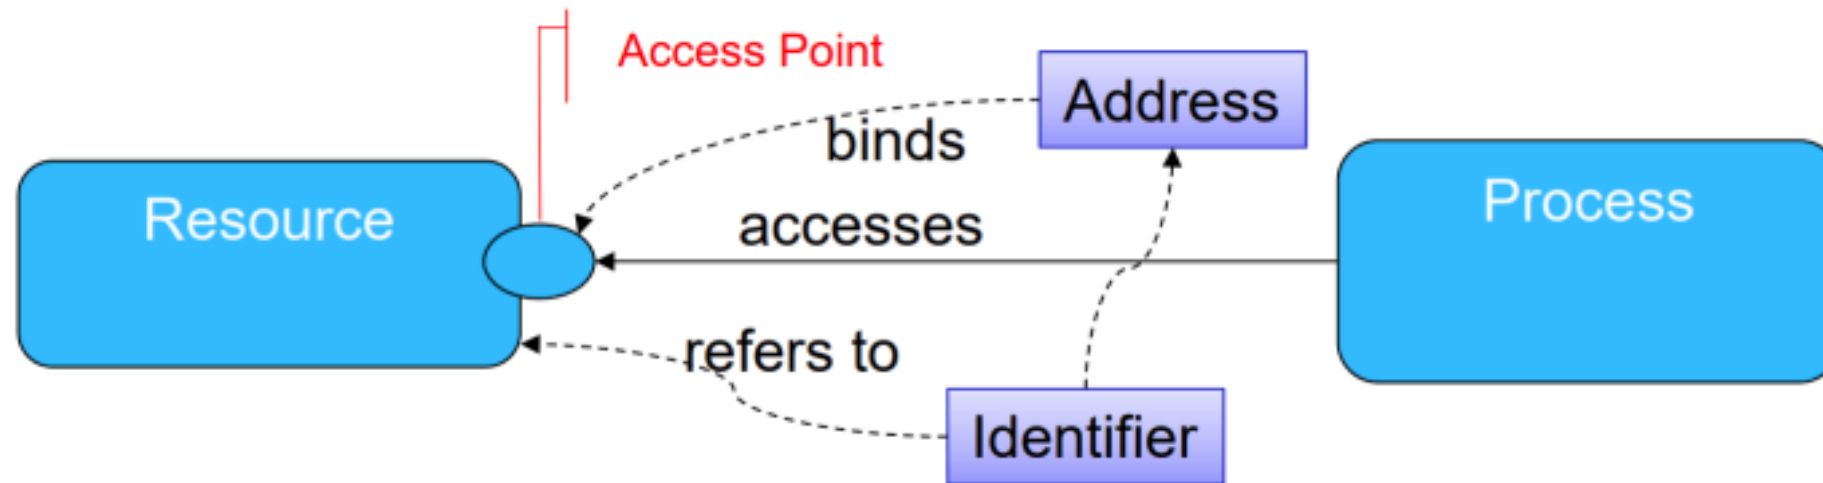 Access Point
Address
binds
Process
Resource
accesses
refers to
Identifier